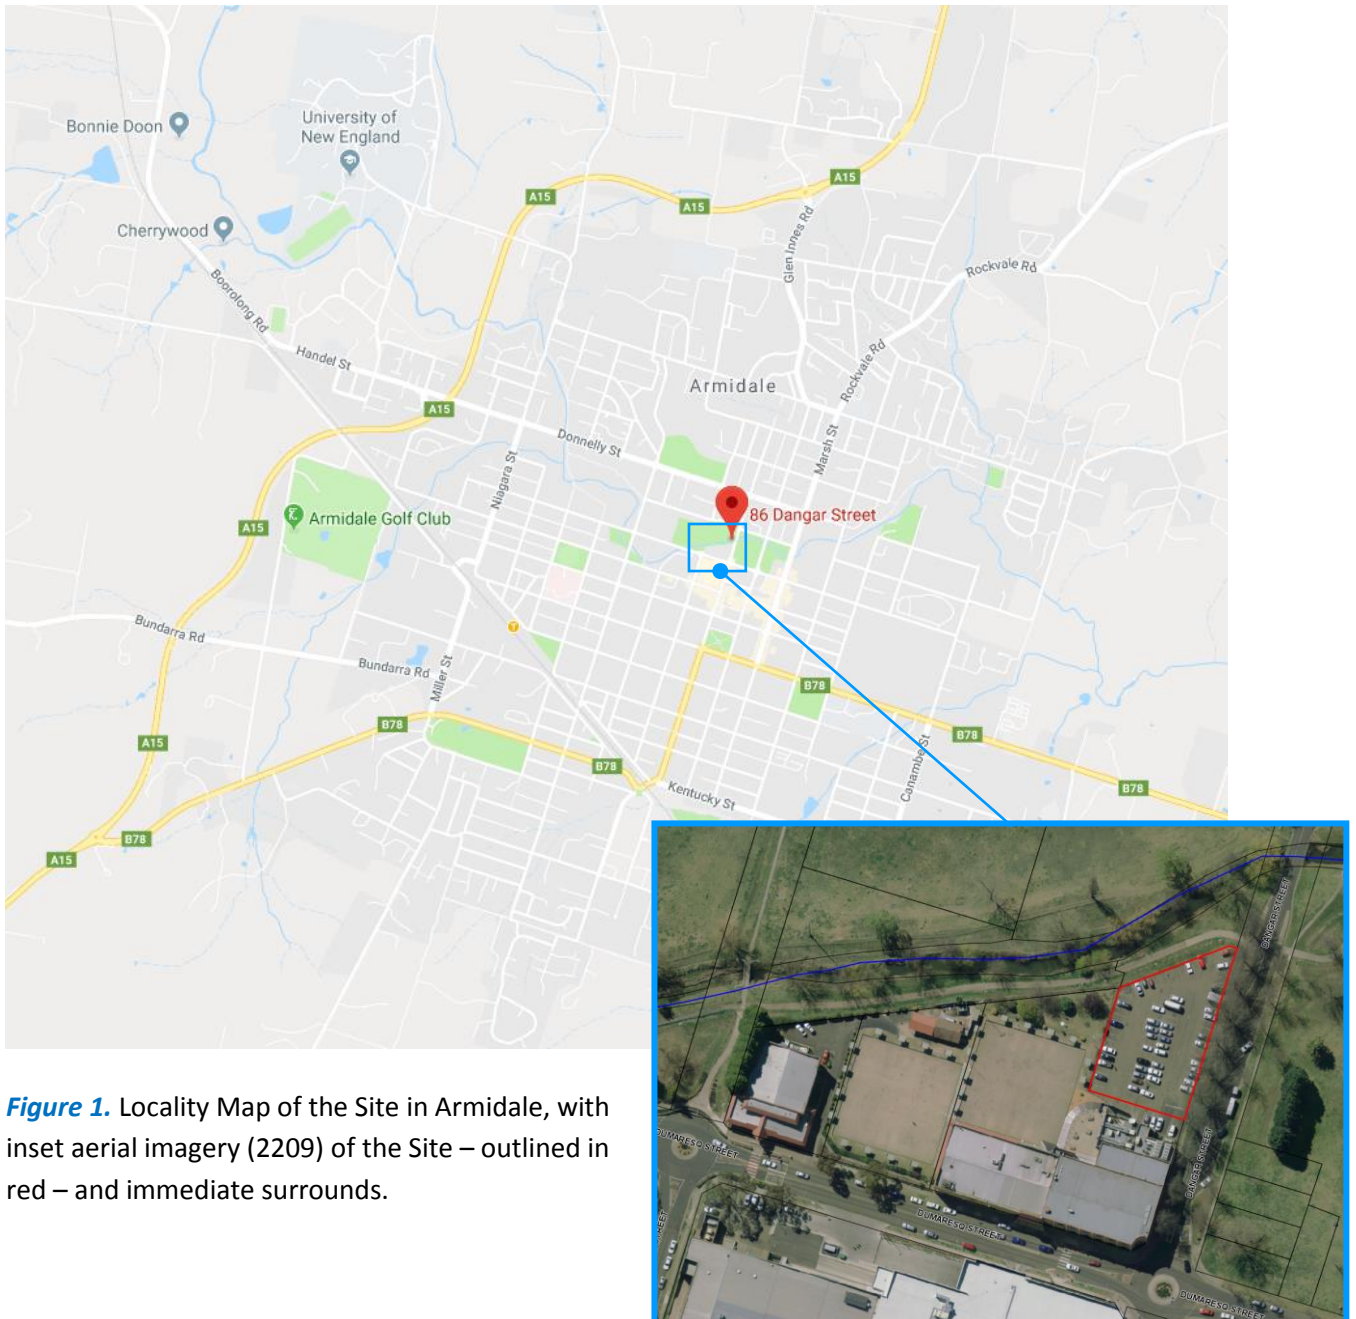 A15
A15
A15
University of
New England
Bonnie Doon
Cherrywood
Glen Innes Rd
Rockvale Rd
Boorolong Rd
Handel St
Rockvale Rd
Armidale
A15
Donnelly St
Marsh St
Niagara St
86 Dangar Street
Armidale Golf Club
A15
Bundarra Rd
Bundarra Rd
Miller St
B78
B78
B78
A15
Canambe St
B78
Kentucky St
B78
B78
A15
DANGAR STREET
DANGAR STREET
DUMARESQ STREET
DUMARESQ STREET
STREET
DUMARESQ STREET
Figure 1. Locality Map of the Site in Armidale, with
inset aerial imagery (2209) of the Site – outlined in
red – and immediate surrounds.